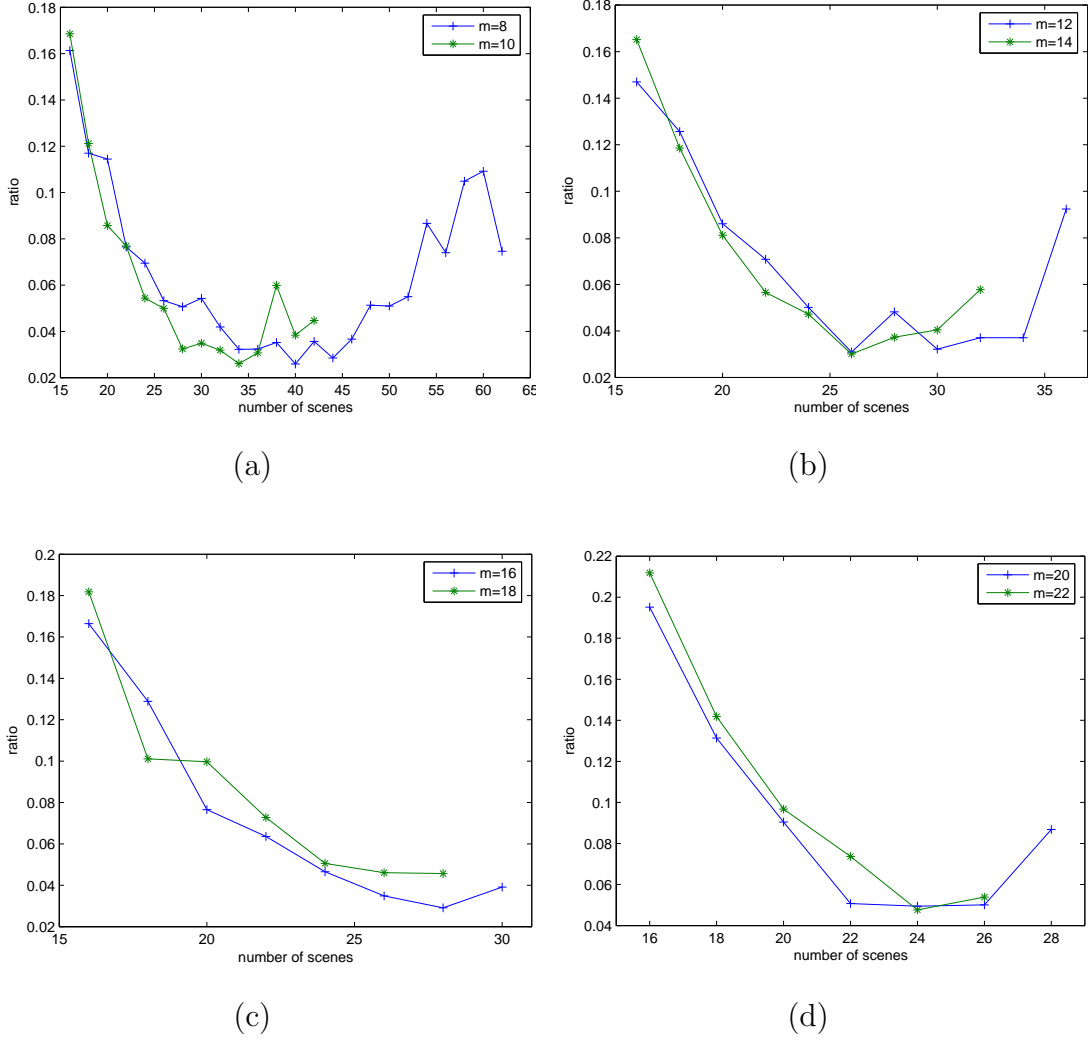 0.18
0.16
0.14
0.12
0.1
0.08
0.06
0.04
0.02
ratio
15 20 25 30 35 40 45 50 55 60 65
number of scenes
m=8
m=10
(a)
0.18
0.16
0.14
0.12
0.1
0.08
0.06
0.04
0.02
ratio
15 20 25 30 35
number of scenes
m=12
m=14
(b)
0.2
0.18
0.16
0.14
0.12
0.1
0.08
0.06
0.04
0.02
ratio
15 20 25 30
number of scenes
m=16
m=18
(c)
0.22
0.2
0.18
0.16
0.14
0.12
0.1
0.08
0.06
0.04
ratio
16 18 20 22 24 26 28
number of scenes
m=20
m=22
(d)